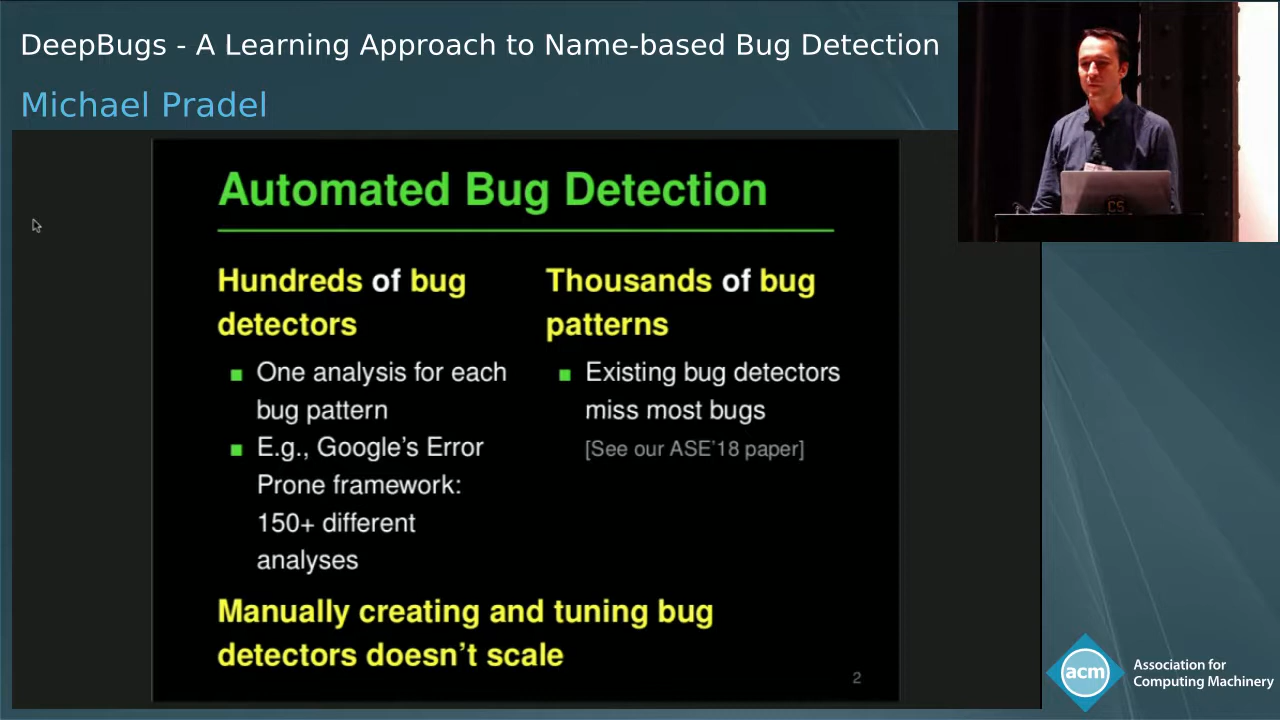 DeepBugs - A Learning Approach to Name-based Bug Detection
Michael Pradel
Automated Bug Detection
Hundreds of bug
detectors
One analysis for each
bug pattern
E.g., Google's Error
Prone framework:
150+ different
analyses
Thousands of bug
patterns
Existing bug detectors
miss most bugs
[See our ASE'18 paper]
Manually creating and tuning bug
detectors doesn't scale
2
CS
acm
Association for
Computing Machinery